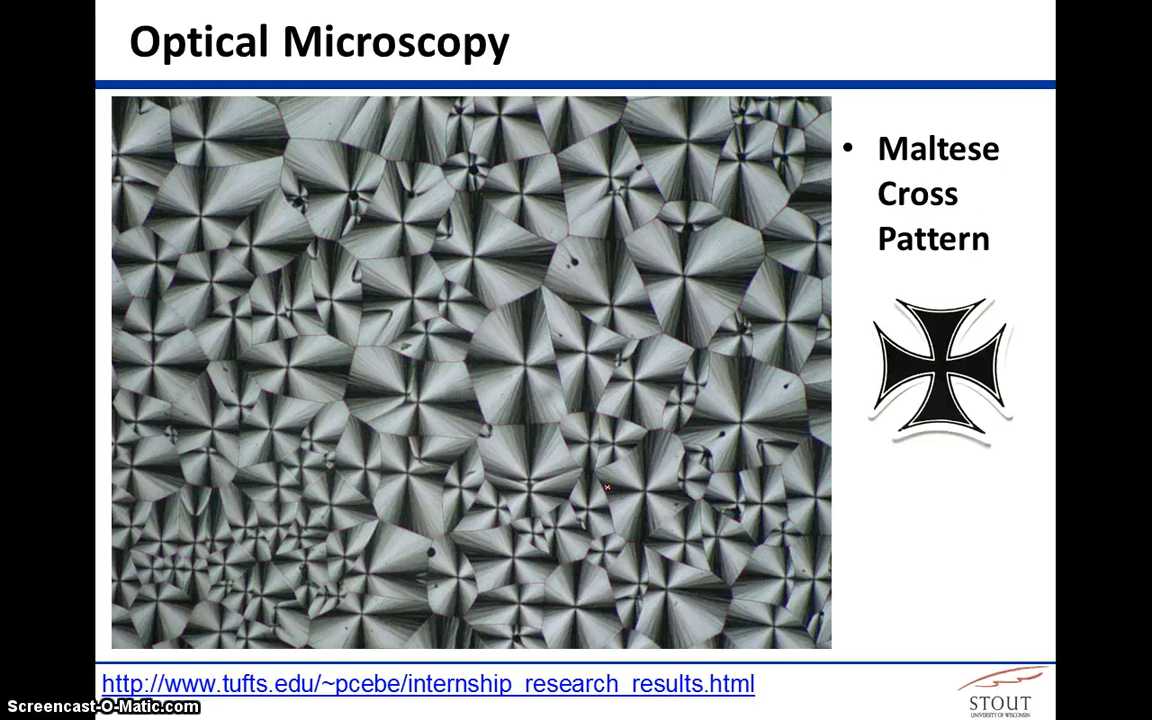 Optical Microscopy
• Maltese
Cross
Pattern
http://www.tufts.edu/~pcebe/internship_research_results.html
STOUT
UNIVERSITY OF WISCONSIN
Screencast-O-Matic.com